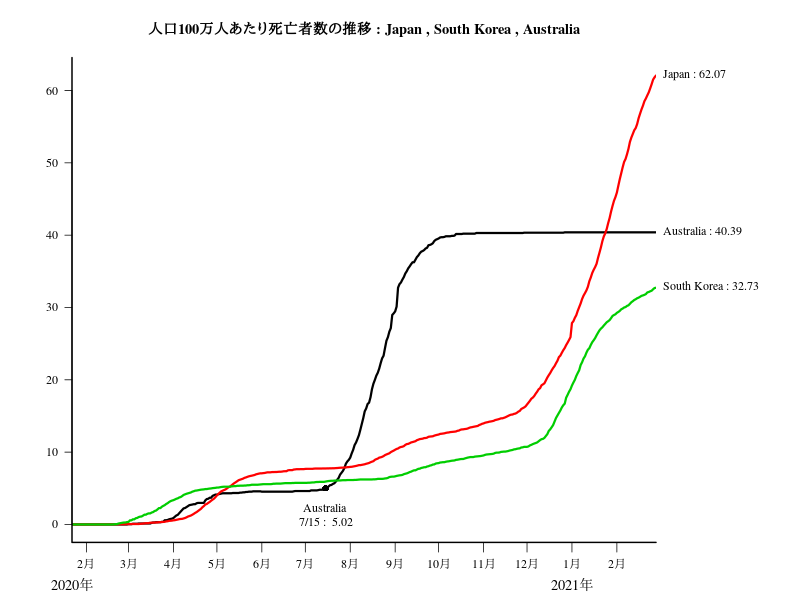 人口100万人あたり死亡者数の推移 : Japan , South Korea , Australia
Japan : 62.07
60
50
Australia : 40.39
40
South Korea : 32.73
30
20
10
0
Australia
7/15 : 5.02
2月 3月 4月 5月 6月 7月 8月 9月 10月 11月 12月 1月 2月
2020年 2021年